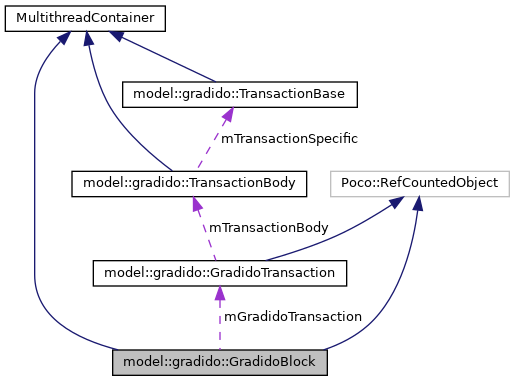 MultithreadContainer
model::gradido::TransactionBase
mTransactionSpecific
model::gradido::TransactionBody
Poco::RefCountedObject
mTransactionBody
model::gradido::GradidoTransaction
mGradidoTransaction
model::gradido::GradidoBlock